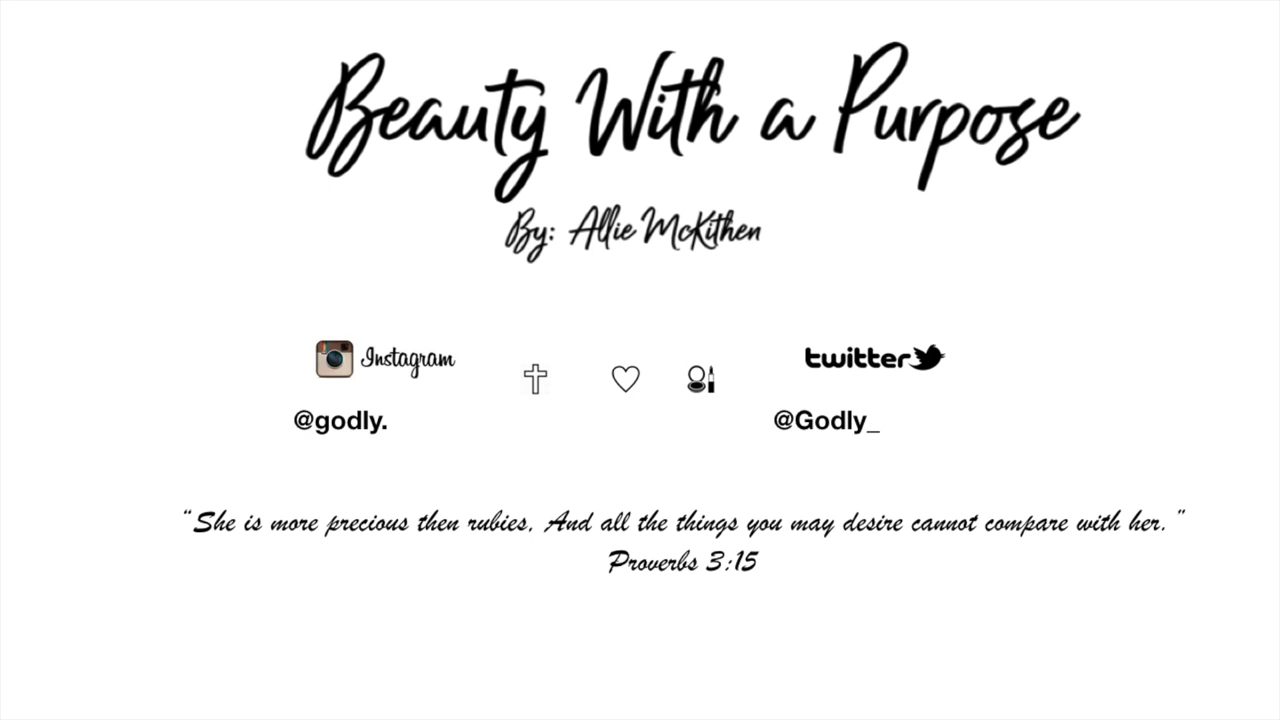 Beauty With a Purpose
By: Allie McKithen
Instagram
twitter
@godly.
@Godly_
“She is more precious then rubies, And all the things you may desire cannot compare with her.”
Proverbs 3:15